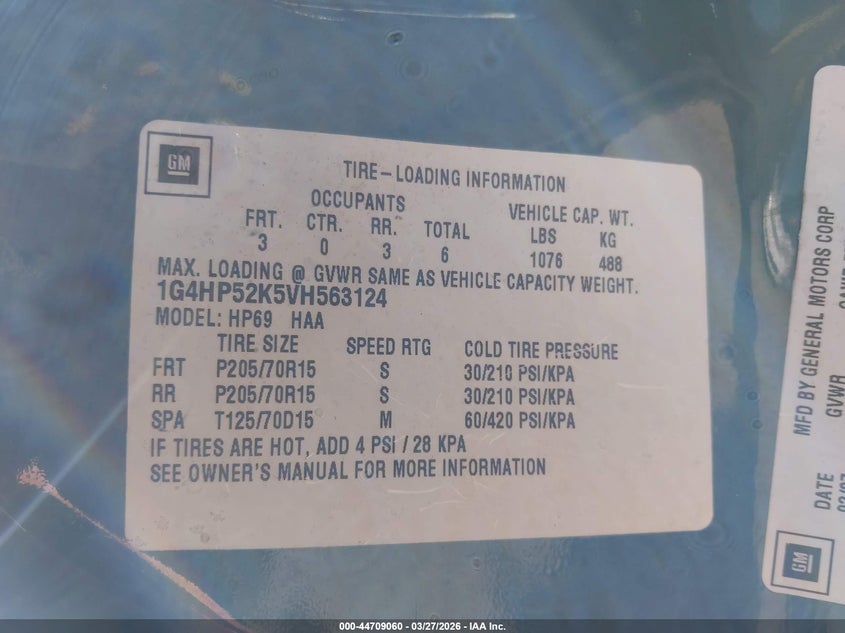 GM
TIRE-LOADING INFORMATION
OCCUPANTS VEHICLE CAP. WT.
FRT. CTR. RR. TOTAL LBS KG
3 0 3 6 1076 488
MAX. LOADING @ GVWR SAME AS VEHICLE CAPACITY WEIGHT.
1G4HP52K5VH563124
MODEL: HP69 HAA
TIRE SIZE SPEED RTG COLD TIRE PRESSURE
FRT P205/70R15 S 30/210 PSI/KPA
RR P205/70R15 S 30/210 PSI/KPA
SPA T125/70D15 M 60/420 PSI/KPA
IF TIRES ARE HOT, ADD 4 PSI / 28 KPA
SEE OWNER'S MANUAL FOR MORE INFORMATION
GM
MFD BY GENERAL MOTORS CORP
DATE GVWR
000-44709060 / 03/27/2026 - IAA Inc.